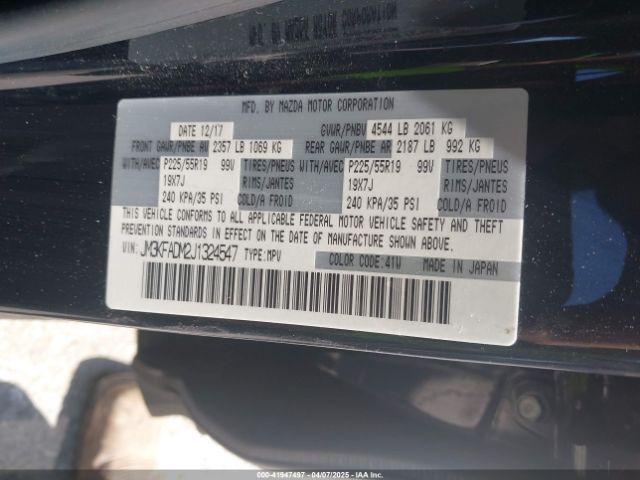 MFD. BY MAZDA MOTOR CORPORATION
DATE 12/17 GVWR/PNBV 4544 LB 2061 KG
FRONT GAWR/PNBE AV 2357 LB 1069 KG REAR GAWR/PNBE AR 2187 LB 992 KG
WITH/AVEC P225/55R19 99V TIRES/PNEUS WITH/AVEC P225/55R19 99V TIRES/PNEUS
19X7J RIMS/JANTES 19X7J RIMS/JANTES
240 KPA/35 PSI COLD/A FROID 240 KPA/35 PSI COLD/A FROID
THIS VEHICLE CONFORMS TO ALL APPLICABLE FEDERAL MOTOR VEHICLE SAFETY AND THEFT
PREVENTION STANDARDS IN EFFECT ON THE DATE OF MANUFACTURE SHOWN ABOVE.
VIN: JM3KFADM2J1324547 TYPE:MPV COLOR CODE:41W MADE IN JAPAN
©-41947497 - 04/07/2025 - I.A.A.